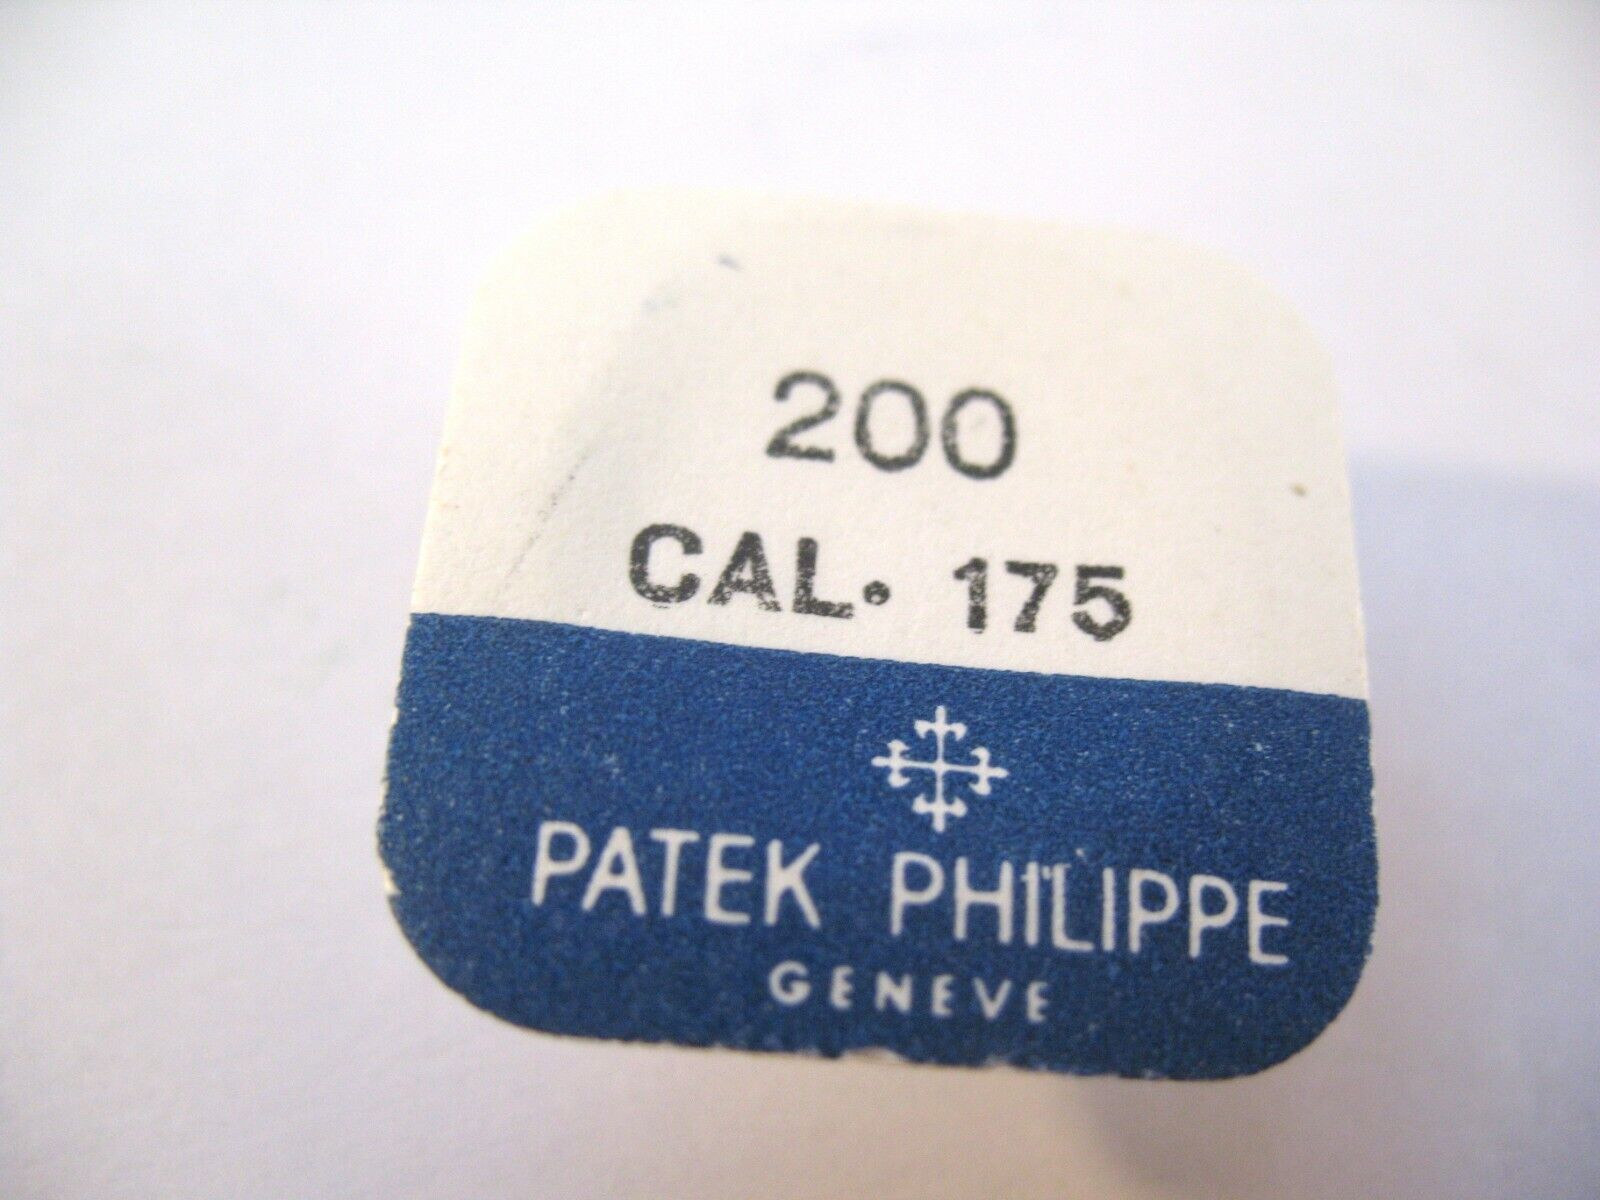 200
CAL. 175
PATEK PHILIPPE
GENEVE